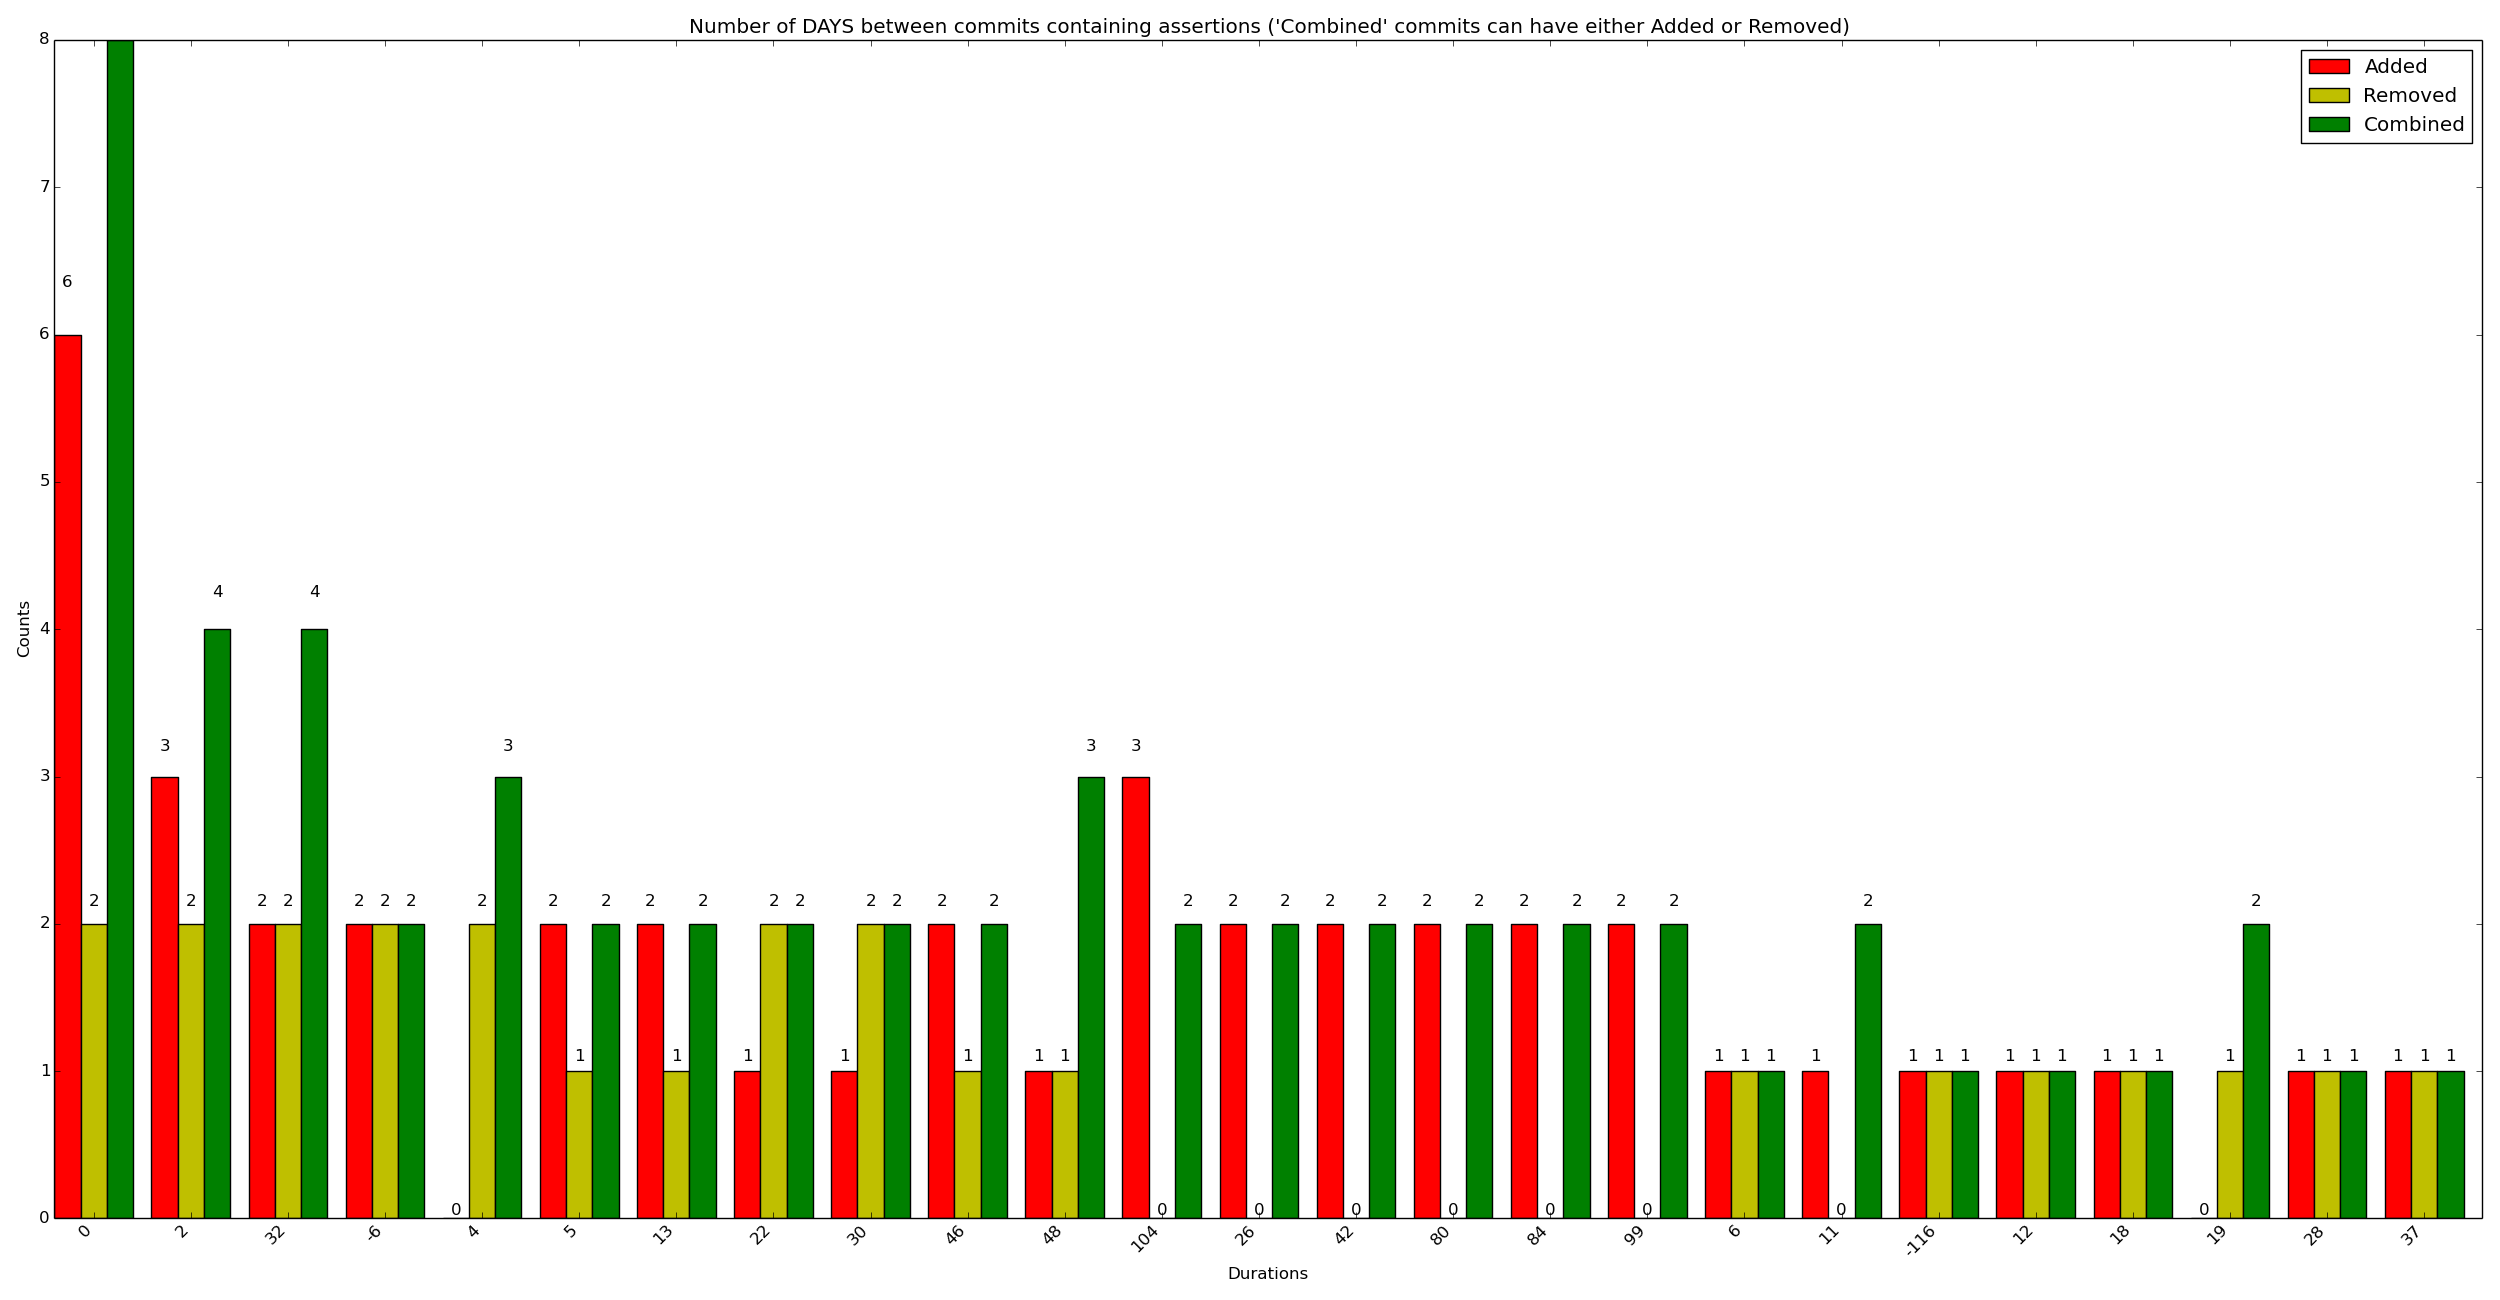 Number of DAYS between commits containing assertions ('Combined' commits can have either Added or Removed)
Added
Removed
Combined
Counts
8
7
6
5
4
3
2
1
0
6 2
3 2 4
2 2 4
2 2 2
0 2 3
2 1 2
2 1 2
1 2 2
1 2 2
2 1 2
1 1 3
3 0 2
2 0 2
2 0 2
2 0 2
2 0 2
2 0 2
1 1 1
1 0 2
1 1 1
1 1 1
1 1 1
0 1 2
1 1 1
1 1 1
0 2 32 -6 4 5 13 22 30 46 48 104 26 42 80 84 99 6 11 -116 12 18 19 28 37
Durations